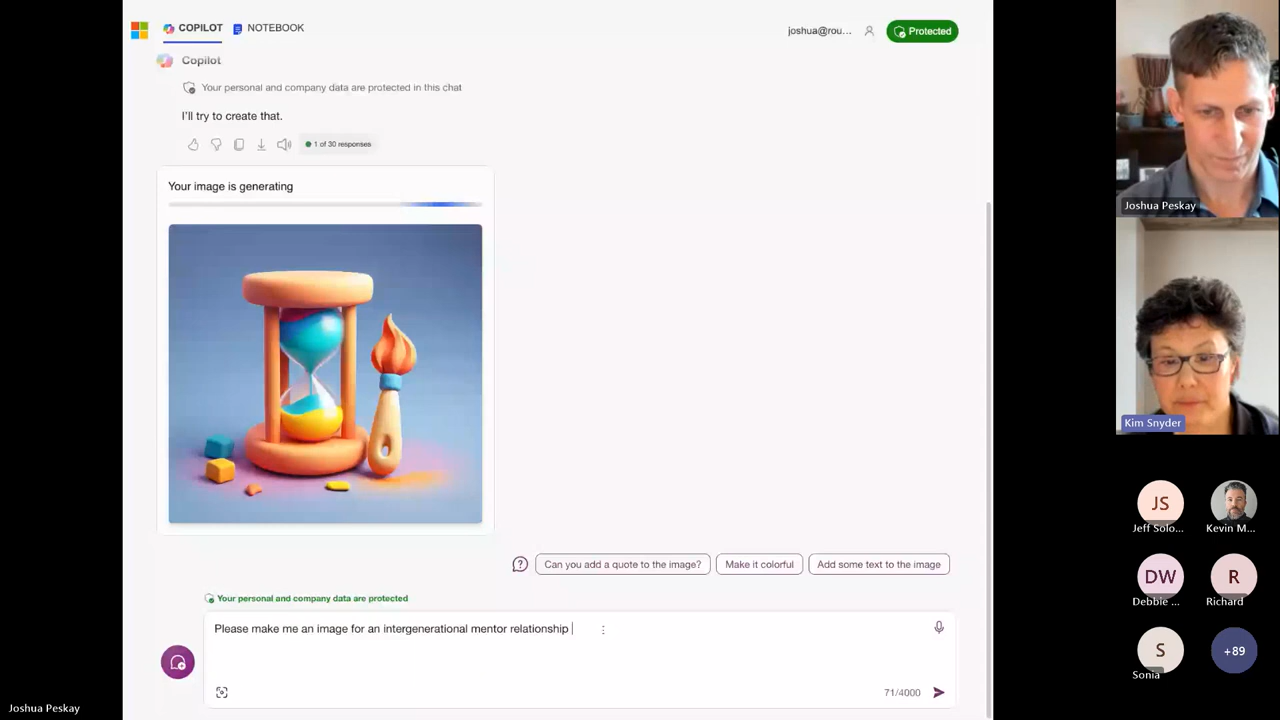 COPILOT
NOTEBOOK
joshua@rou...
Protected
Copilot
Your personal and company data are protected in this chat
I'll try to create that.
1 of 30 responses
Your image is generating
Can you add a quote to the image?
Make it colorful
Add some text to the image
Your personal and company data are protected
Please make me an image for an intergenerational mentor relationship
71/4000
Joshua Peskay
Kim Snyder
JS
Jeff Solo...
Kevin M...
DW
Debbie ...
R
Richard
S
Sonia
+89
Joshua Peskay